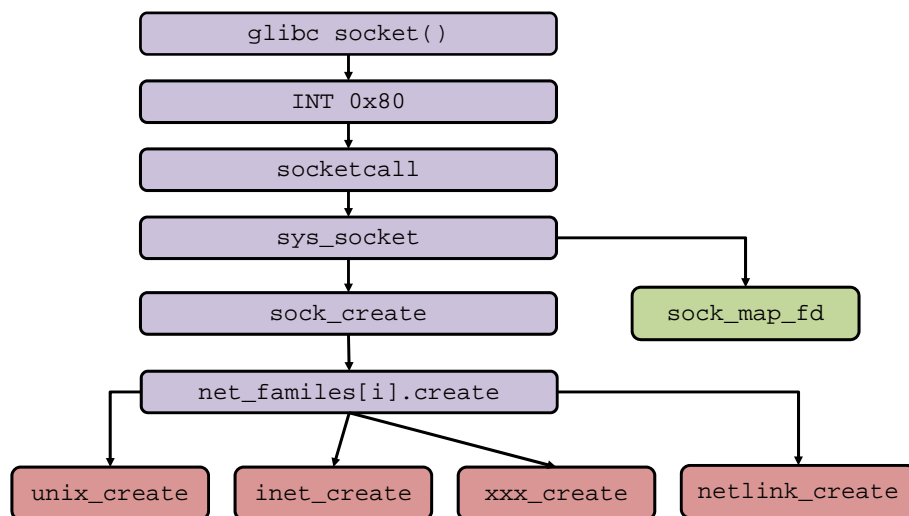 glibc socket()
INT 0x80
socketcall
sys_socket
sock_create
sock_map_fd
net_familes[i].create
unix_create
inet_create
xxx_create
netlink_create